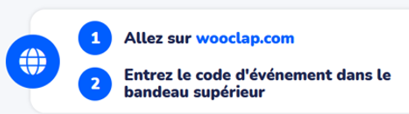 1 Allez sur wooclap.com
2 Entrez le code d'événement dans le
bandeau supérieur